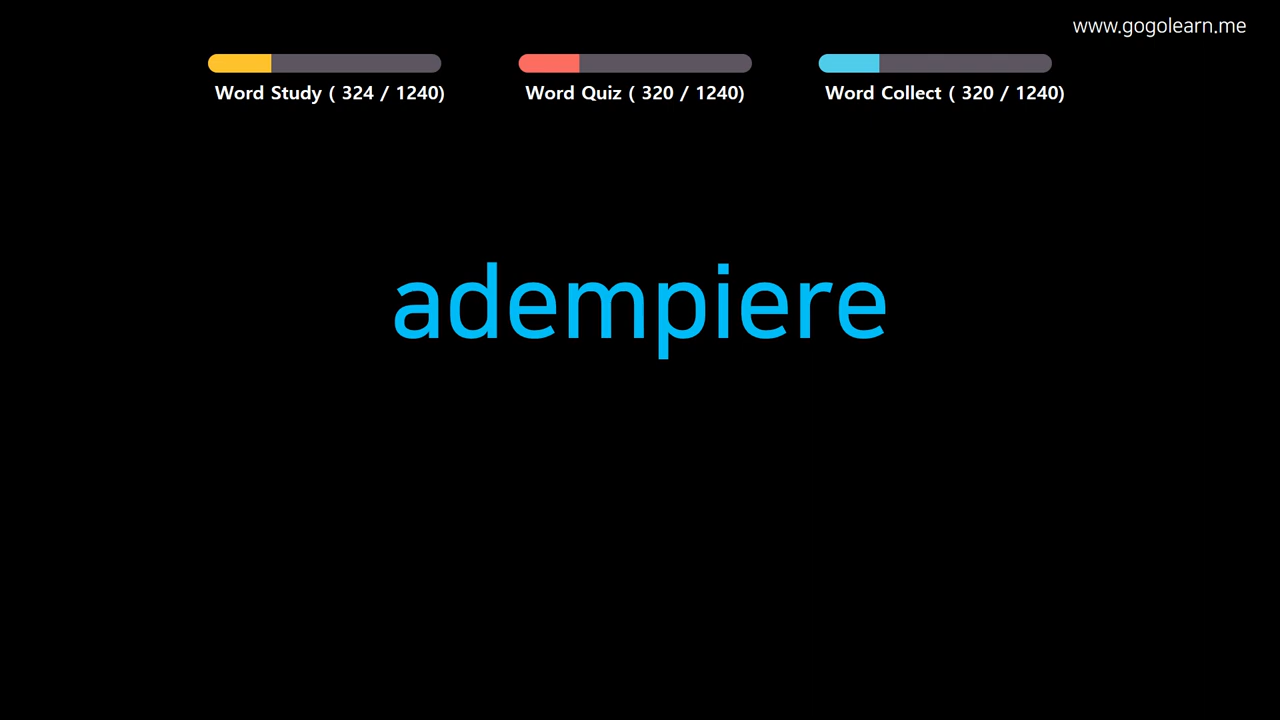 www.gogolearn.me
Word Study ( 324 / 1240)
Word Quiz ( 320 / 1240)
Word Collect ( 320 / 1240)
adempiere